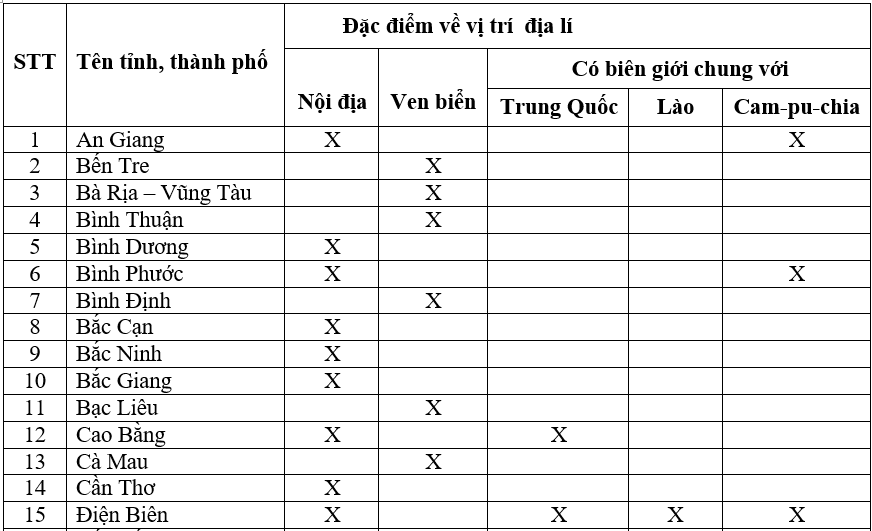 STT Tên tỉnh, thành phố Đặc điểm về vị trí địa lí
Nội địa Ven biển Có biên giới chung với
Trung Quốc Lào Cam-pu-chia
1 An Giang X X
2 Bến Tre X
3 Bà Rịa – Vũng Tàu X
4 Bình Thuận X
5 Bình Dương X
6 Bình Phước X X
7 Bình Định X
8 Bắc Cạn X
9 Bắc Ninh X
10 Bắc Giang X
11 Bạc Liêu X
12 Cao Bằng X X
13 Cà Mau X
14 Cần Thơ X
15 Điện Biên X X X X